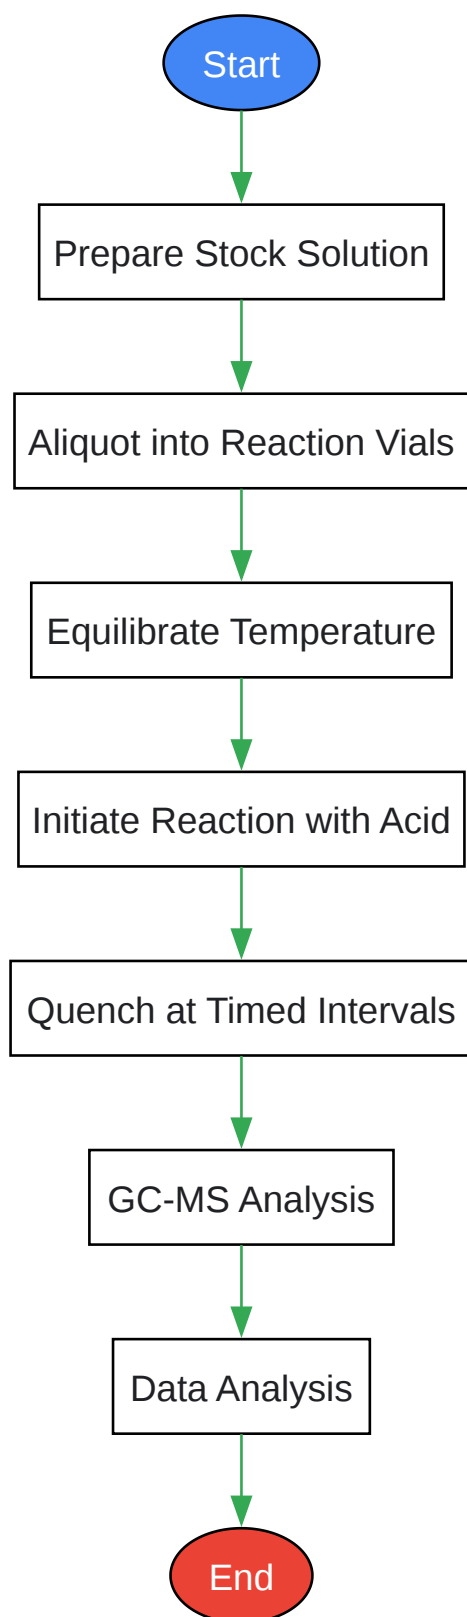 Start
Prepare Stock Solution
Aliquot into Reaction Vials
Equilibrate Temperature
Initiate Reaction with Acid
Quench at Timed Intervals
GC-MS Analysis
Data Analysis
End